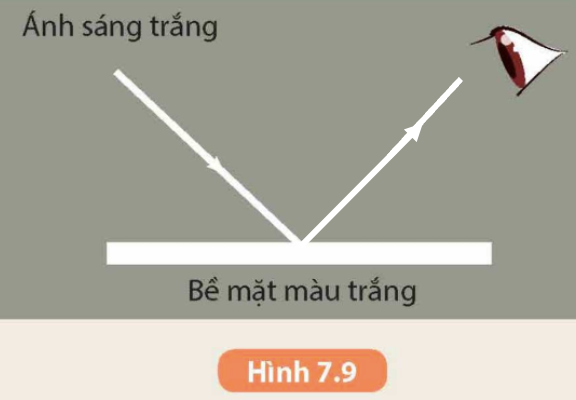 Ánh sáng trắng
Bề mặt màu trắng
Hình 7.9